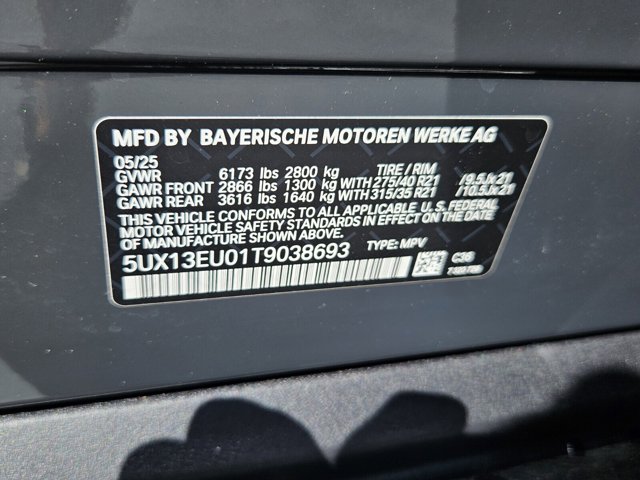 MFD BY BAYERISCHE MOTOREN WERKE AG
05/25
GVWR 6173 lbs 2800 kg TIRE / RIM
GAWR FRONT 2866 lbs 1300 kg WITH 275/40 R21 /9.5Jx21
GAWR REAR 3616 lbs 1640 kg WITH 315/35 R21 /10.5Jx21
THIS VEHICLE CONFORMS TO ALL APPLICABLE U. S. FEDERAL
MOTOR VEHICLE SAFETY STANDARDS IN EFFECT ON THE DATE
OF MANUFACTURE SHOWN ABOVE.
5UX13EU01T9038693 TYPE: MPV